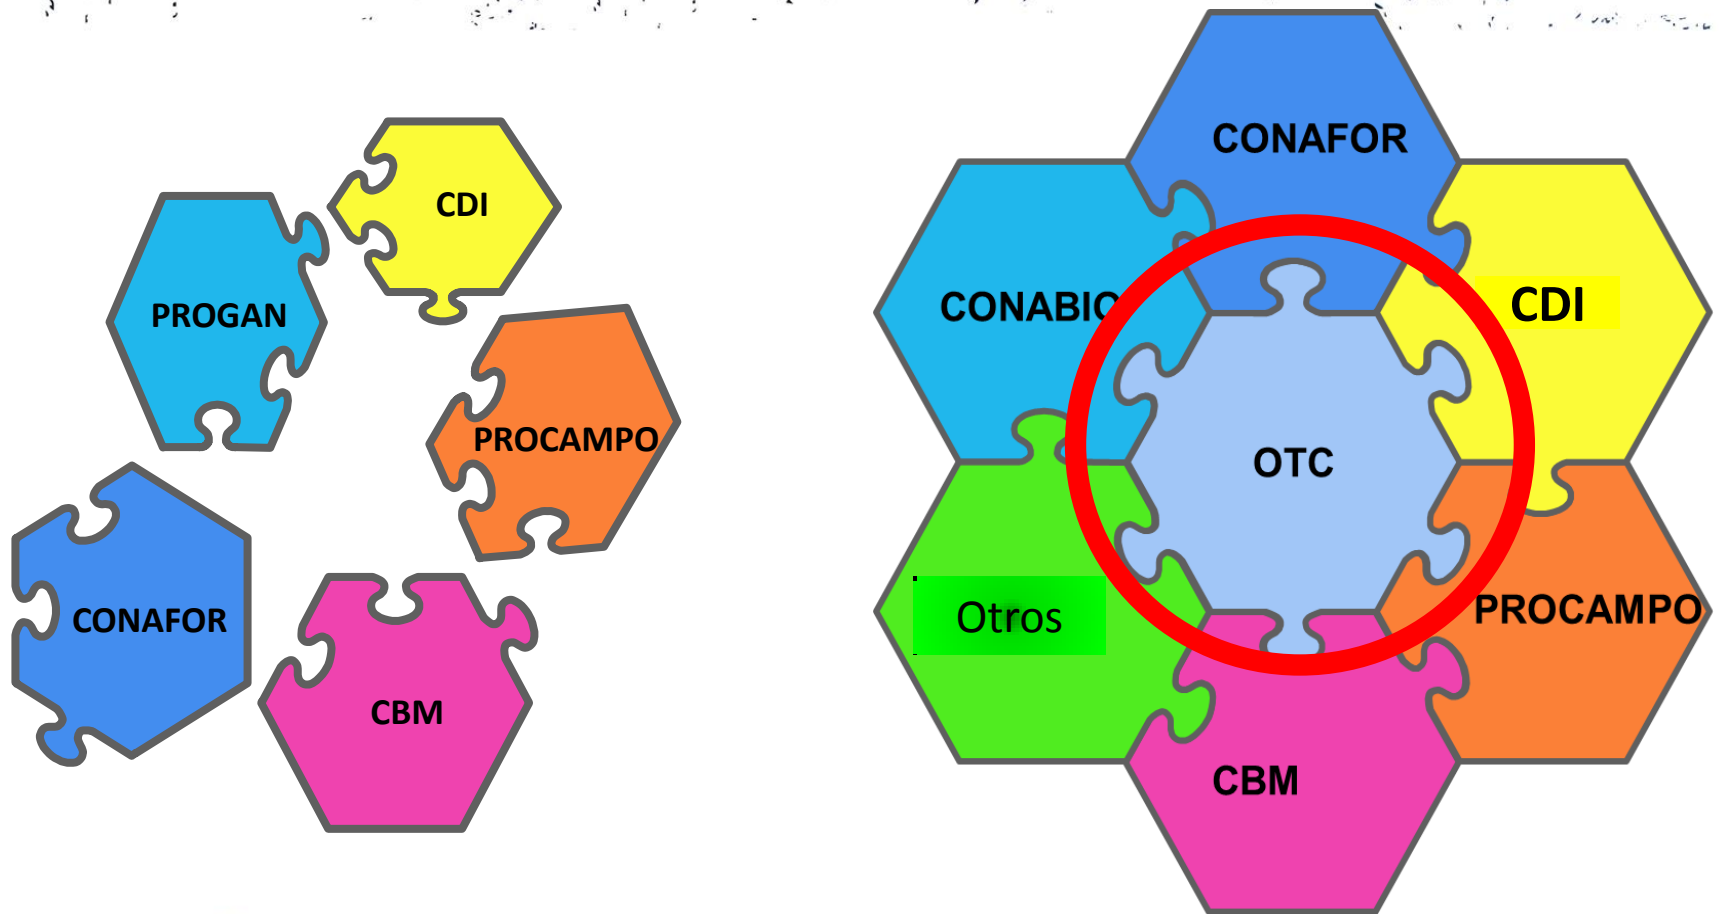 CDI
PROGAN
PROCAMPO
CONAFOR
CBM
CONAFOR
CONABIO
CDI
OTC
Otros
PROCAMPO
CBM